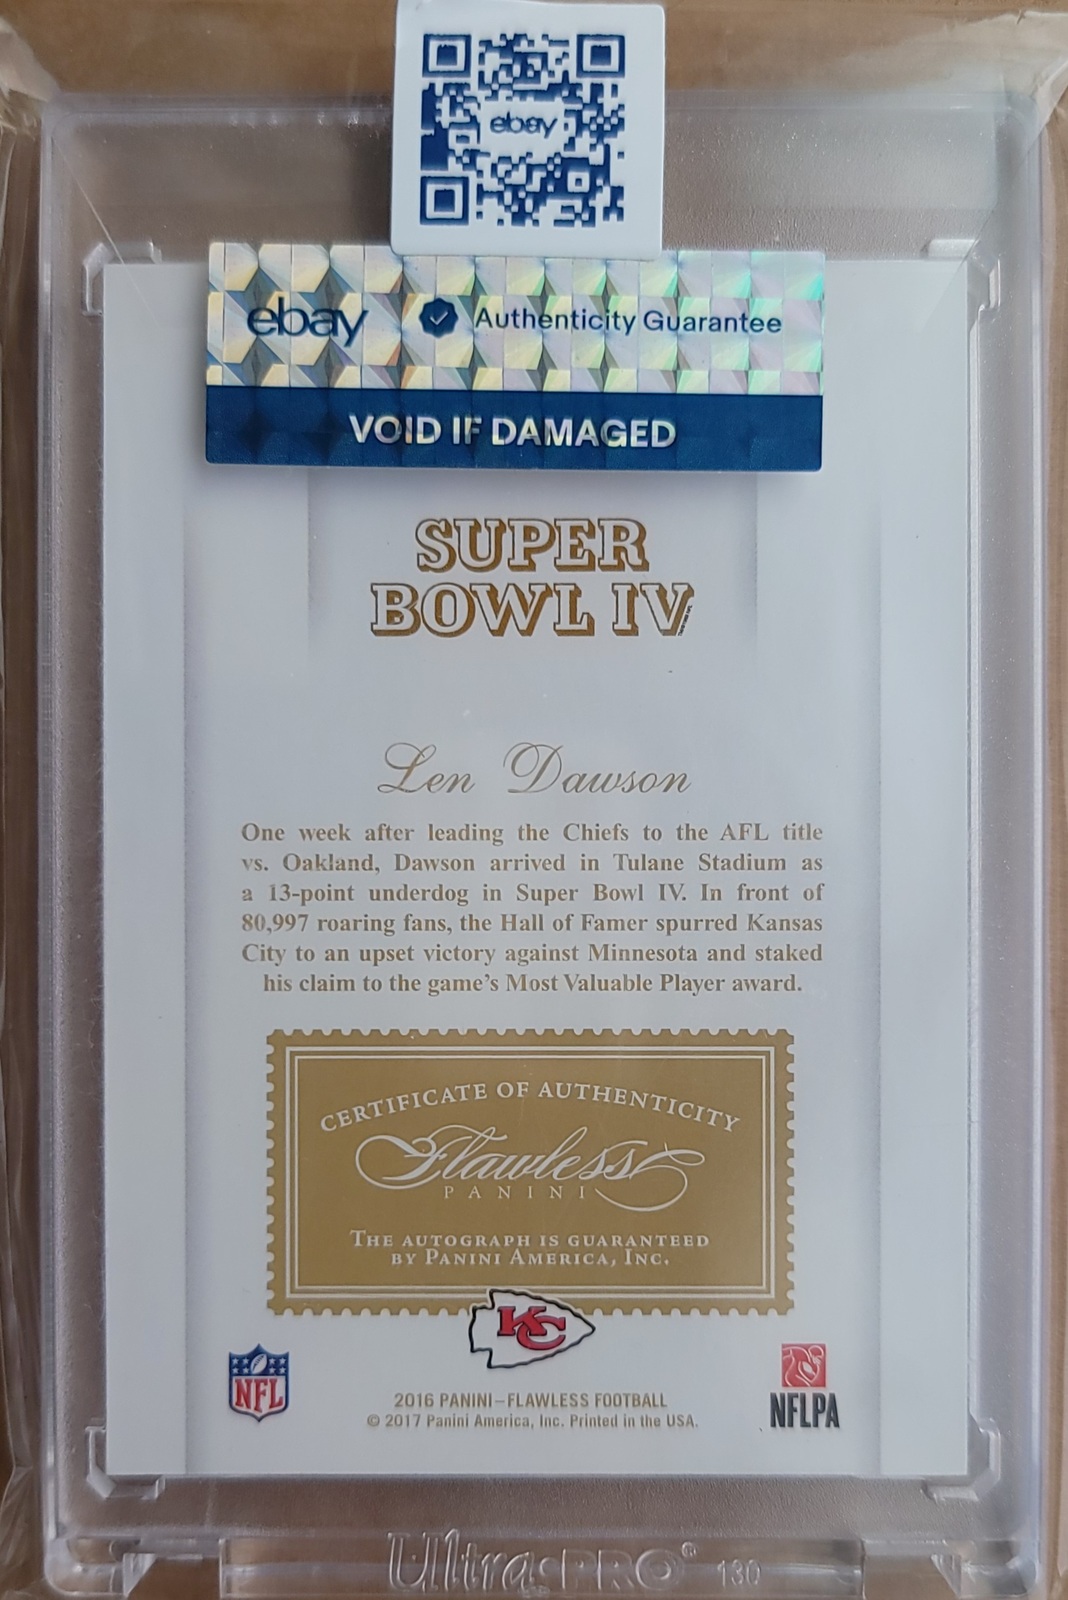 ebay
ebay Authenticity Guarantee
VOID IF DAMAGED
SUPER
BOWL IV
Len Dawson
One week after leading the Chiefs to the AFL title
vs. Oakland, Dawson arrived in Tulane Stadium as
a 13-point underdog in Super Bowl IV. In front of
80,997 roaring fans, the Hall of Famer spurred Kansas
City to an upset victory against Minnesota and staked
his claim to the game's Most Valuable Player award.
CERTIFICATE OF AUTHENTICITY
Flawless
PANINI
THE AUTOGRAPH IS GUARANTEED
BY PANINI AMERICA, INC.
KC
NFL
NFLPA
2016 PANINI–FLAWLESS FOOTBALL
© 2017 Panini America, Inc. Printed in the USA.
Ultra PRO® 130